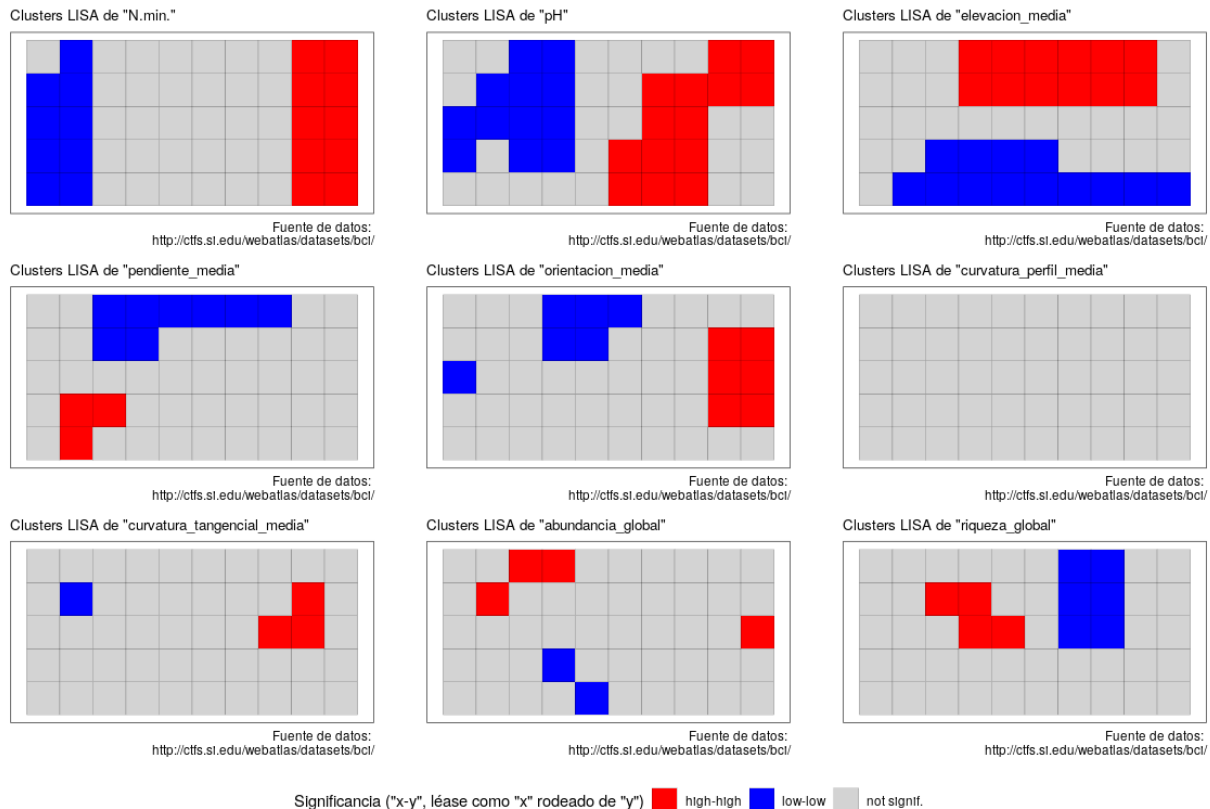 Clusters LISA de "N.min."
Clusters LISA de "pH"
Clusters LISA de "elevacion_media"
Fuente de datos:
http://ctfs.si.edu/webatlas/datasets/bci/
Fuente de datos:
http://ctfs.si.edu/webatlas/datasets/bci/
Fuente de datos:
http://ctfs.si.edu/webatlas/datasets/bci/
Clusters LISA de "pendiente_media"
Clusters LISA de "orientacion_media"
Clusters LISA de "curvatura_perfil_media"
Fuente de datos:
http://ctfs.si.edu/webatlas/datasets/bci/
Fuente de datos:
http://ctfs.si.edu/webatlas/datasets/bci/
Fuente de datos:
http://ctfs.si.edu/webatlas/datasets/bci/
Clusters LISA de "curvatura_tangencial_media"
Clusters LISA de "abundancia_global"
Clusters LISA de "riqueza_global"
Fuente de datos:
http://ctfs.si.edu/webatlas/datasets/bci/
Fuente de datos:
http://ctfs.si.edu/webatlas/datasets/bci/
Fuente de datos:
http://ctfs.si.edu/webatlas/datasets/bci/
Significancia ("x-y", léase como "x" rodeado de "y") high-high low-low not signif.